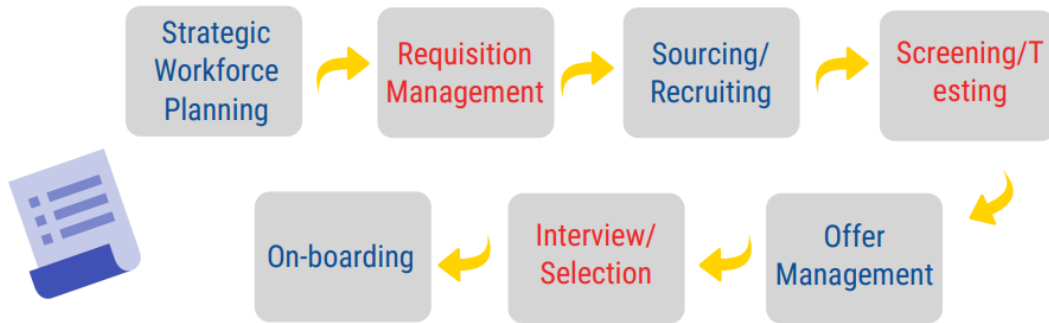 Strategic
Workforce
Planning
Requisition
Management
Sourcing/
Recruiting
Screening/T
esting
Offer
Management
Interview/
Selection
On-boarding